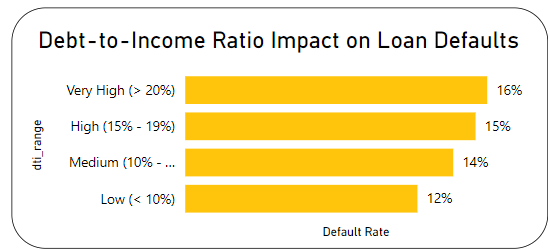 Debt-to-Income Ratio Impact on Loan Defaults
dti_range
Very High (> 20%) 16%
High (15% - 19%) 15%
Medium (10% - ... 14%
Low (< 10%) 12%
Default Rate